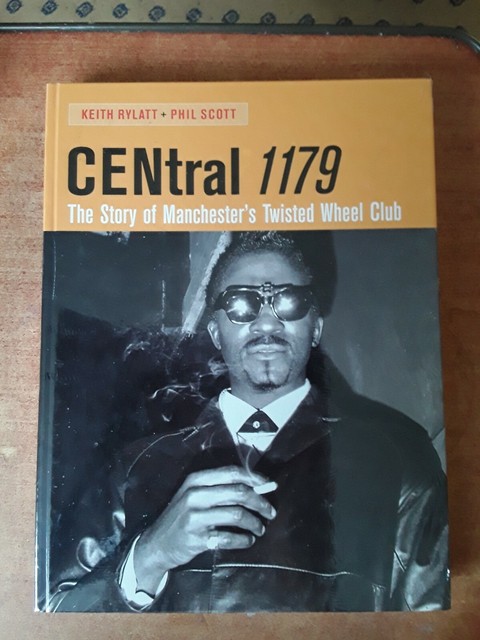 KEITH RYLATT + PHIL SCOTT
CENtral 1179
The Story of Manchester's Twisted Wheel Club